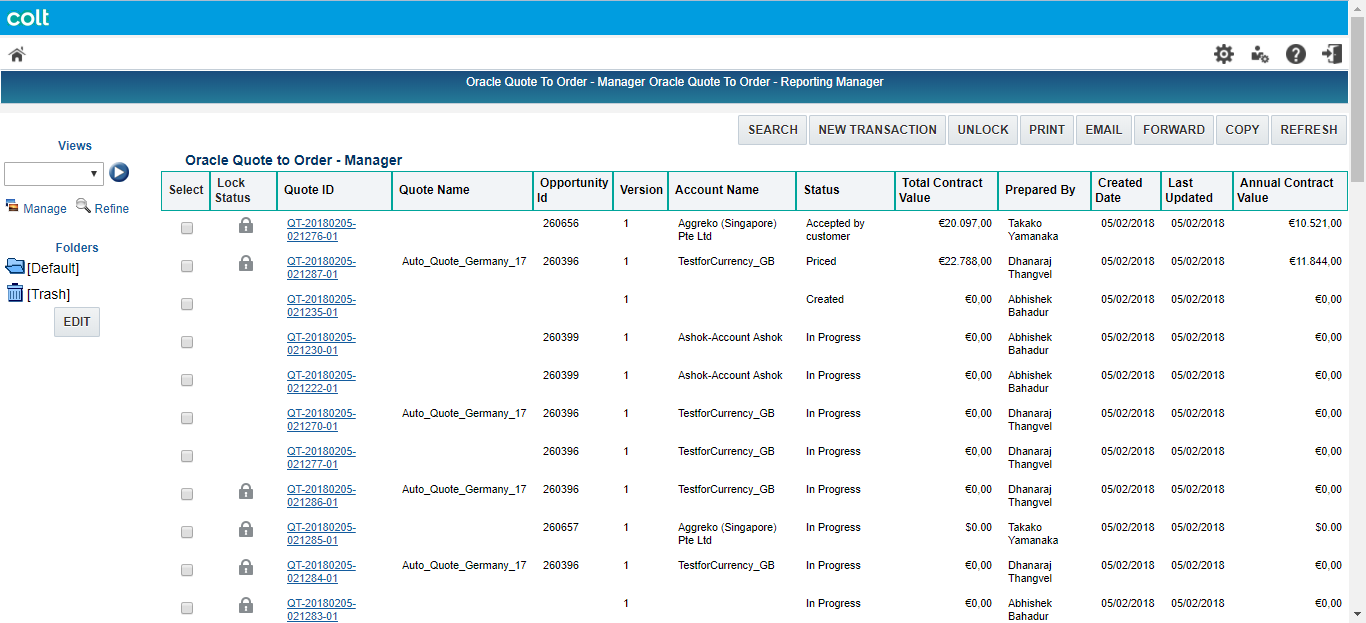 colt
Oracle Quote To Order - Manager Oracle Quote To Order - Reporting Manager
SEARCH NEW TRANSACTION UNLOCK PRINT EMAIL FORWARD COPY REFRESH
Views
Manage Refine
Folders
[Default]
[Trash]
EDIT
Oracle Quote to Order - Manager
Select Lock Status Quote ID Quote Name Opportunity Id Version Account Name Status Total Contract Value Prepared By Created Date Last Updated Annual Contract Value
QT-20180205-021276-01 260656 1 Aggreko (Singapore) Pte Ltd Accepted by customer €20.097,00 Takako Yamanaka 05/02/2018 05/02/2018 €10.521,00
QT-20180205-021287-01 Auto_Quote_Germany_17 260396 1 TestforCurrency_GB Priced €22.788,00 Dhanaraj Thangvel 05/02/2018 05/02/2018 €11.844,00
QT-20180205-021235-01 1 Created €0,00 Abhishek Bahadur 05/02/2018 05/02/2018 €0,00
QT-20180205-021230-01 260399 1 Ashok-Account Ashok In Progress €0,00 Abhishek Bahadur 05/02/2018 05/02/2018 €0,00
QT-20180205-021222-01 260399 1 Ashok-Account Ashok In Progress €0,00 Abhishek Bahadur 05/02/2018 05/02/2018 €0,00
QT-20180205-021270-01 Auto_Quote_Germany_17 260396 1 TestforCurrency_GB In Progress €0,00 Dhanaraj Thangvel 05/02/2018 05/02/2018 €0,00
QT-20180205-021277-01 260396 1 TestforCurrency_GB In Progress €0,00 Dhanaraj Thangvel 05/02/2018 05/02/2018 €0,00
QT-20180205-021286-01 Auto_Quote_Germany_17 260396 1 TestforCurrency_GB In Progress €0,00 Dhanaraj Thangvel 05/02/2018 05/02/2018 €0,00
QT-20180205-021285-01 260657 1 Aggreko (Singapore) Pte Ltd In Progress $0.00 Takako Yamanaka 05/02/2018 05/02/2018 $0.00
QT-20180205-021284-01 Auto_Quote_Germany_17 260396 1 TestforCurrency_GB In Progress €0,00 Dhanaraj Thangvel 05/02/2018 05/02/2018 €0,00
QT-20180205-021283-01 1 In Progress €0,00 Abhishek Bahadur 05/02/2018 05/02/2018 €0,00